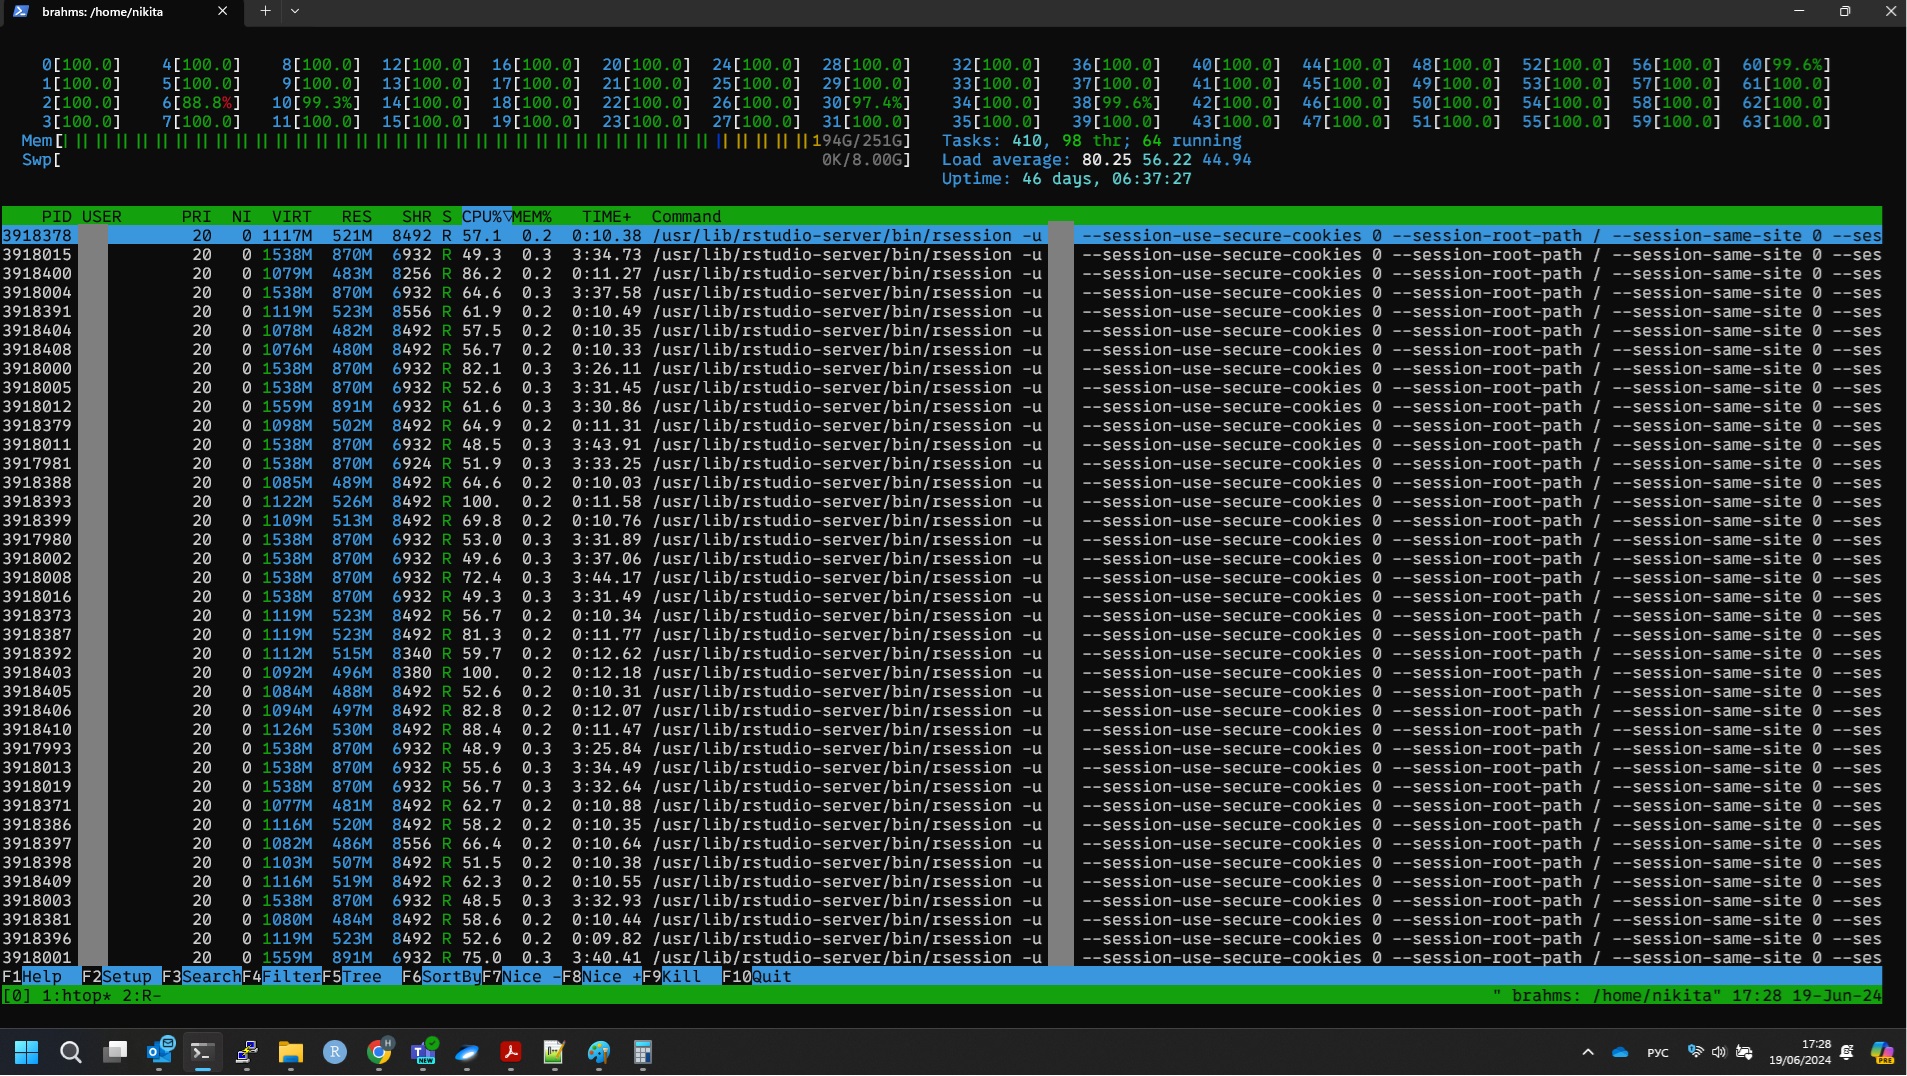 brahms: /home/nikita
0[100.0] 4[100.0] 8[100.0] 12[100.0] 16[100.0] 20[100.0] 24[100.0] 28[100.0] 32[100.0] 36[100.0] 40[100.0] 44[100.0] 48[100.0] 52[100.0] 56[100.0] 60[99.6%]
1[100.0] 5[100.0] 9[100.0] 13[100.0] 17[100.0] 21[100.0] 25[100.0] 29[100.0] 33[100.0] 37[100.0] 41[100.0] 45[100.0] 49[100.0] 53[100.0] 57[100.0] 61[100.0]
2[100.0] 6[88.8%] 10[99.3%] 14[100.0] 18[100.0] 22[100.0] 26[100.0] 30[97.4%] 34[100.0] 38[99.6%] 42[100.0] 46[100.0] 50[100.0] 54[100.0] 58[100.0] 62[100.0]
3[100.0] 7[100.0] 11[100.0] 15[100.0] 19[100.0] 23[100.0] 27[100.0] 31[100.0] 35[100.0] 39[100.0] 43[100.0] 47[100.0] 51[100.0] 55[100.0] 59[100.0] 63[100.0]
Mem[194G/251G] Tasks: 410, 98 thr; 64 running
Swp[0K/8.00G] Load average: 80.25 56.22 44.94
Uptime: 46 days, 06:37:27
PID USER PRI NI VIRT RES SHR S CPU%▽MEM% TIME+ Command
3918378 20 0 1117M 521M 8492 R 57.1 0.2 0:10.38 /usr/lib/rstudio-server/bin/rsession -u --session-use-secure-cookies 0 --session-root-path / --session-same-site 0 --ses
3918015 20 0 1538M 870M 6932 R 49.3 0.3 3:34.73 /usr/lib/rstudio-server/bin/rsession -u --session-use-secure-cookies 0 --session-root-path / --session-same-site 0 --ses
3918400 20 0 1079M 483M 8256 R 86.2 0.2 0:11.27 /usr/lib/rstudio-server/bin/rsession -u --session-use-secure-cookies 0 --session-root-path / --session-same-site 0 --ses
3918004 20 0 1538M 870M 6932 R 64.6 0.3 3:37.58 /usr/lib/rstudio-server/bin/rsession -u --session-use-secure-cookies 0 --session-root-path / --session-same-site 0 --ses
3918391 20 0 1119M 523M 8556 R 61.9 0.2 0:10.49 /usr/lib/rstudio-server/bin/rsession -u --session-use-secure-cookies 0 --session-root-path / --session-same-site 0 --ses
3918404 20 0 1078M 482M 8492 R 57.5 0.2 0:10.35 /usr/lib/rstudio-server/bin/rsession -u --session-use-secure-cookies 0 --session-root-path / --session-same-site 0 --ses
3918408 20 0 1076M 480M 8492 R 56.7 0.2 0:10.33 /usr/lib/rstudio-server/bin/rsession -u --session-use-secure-cookies 0 --session-root-path / --session-same-site 0 --ses
3918000 20 0 1538M 870M 6932 R 82.1 0.3 3:26.11 /usr/lib/rstudio-server/bin/rsession -u --session-use-secure-cookies 0 --session-root-path / --session-same-site 0 --ses
3918005 20 0 1538M 870M 6932 R 52.6 0.3 3:31.45 /usr/lib/rstudio-server/bin/rsession -u --session-use-secure-cookies 0 --session-root-path / --session-same-site 0 --ses
3918012 20 0 1559M 891M 6932 R 61.6 0.3 3:30.86 /usr/lib/rstudio-server/bin/rsession -u --session-use-secure-cookies 0 --session-root-path / --session-same-site 0 --ses
3918379 20 0 1098M 502M 8492 R 64.9 0.2 0:11.31 /usr/lib/rstudio-server/bin/rsession -u --session-use-secure-cookies 0 --session-root-path / --session-same-site 0 --ses
3918011 20 0 1538M 870M 6932 R 48.5 0.3 3:43.91 /usr/lib/rstudio-server/bin/rsession -u --session-use-secure-cookies 0 --session-root-path / --session-same-site 0 --ses
3917981 20 0 1538M 870M 6924 R 51.9 0.3 3:33.25 /usr/lib/rstudio-server/bin/rsession -u --session-use-secure-cookies 0 --session-root-path / --session-same-site 0 --ses
3918388 20 0 1085M 489M 8492 R 64.6 0.2 0:10.03 /usr/lib/rstudio-server/bin/rsession -u --session-use-secure-cookies 0 --session-root-path / --session-same-site 0 --ses
3918393 20 0 1122M 526M 8492 R 100. 0.2 0:11.58 /usr/lib/rstudio-server/bin/rsession -u --session-use-secure-cookies 0 --session-root-path / --session-same-site 0 --ses
3918399 20 0 1109M 513M 8492 R 69.8 0.2 0:10.76 /usr/lib/rstudio-server/bin/rsession -u --session-use-secure-cookies 0 --session-root-path / --session-same-site 0 --ses
3917980 20 0 1538M 870M 6932 R 53.0 0.3 3:31.89 /usr/lib/rstudio-server/bin/rsession -u --session-use-secure-cookies 0 --session-root-path / --session-same-site 0 --ses
3918002 20 0 1538M 870M 6932 R 49.6 0.3 3:37.06 /usr/lib/rstudio-server/bin/rsession -u --session-use-secure-cookies 0 --session-root-path / --session-same-site 0 --ses
3918008 20 0 1538M 870M 6932 R 72.4 0.3 3:44.17 /usr/lib/rstudio-server/bin/rsession -u --session-use-secure-cookies 0 --session-root-path / --session-same-site 0 --ses
3918016 20 0 1538M 870M 6932 R 49.3 0.3 3:31.49 /usr/lib/rstudio-server/bin/rsession -u --session-use-secure-cookies 0 --session-root-path / --session-same-site 0 --ses
3918373 20 0 1119M 523M 8492 R 56.7 0.2 0:10.34 /usr/lib/rstudio-server/bin/rsession -u --session-use-secure-cookies 0 --session-root-path / --session-same-site 0 --ses
3918387 20 0 1119M 523M 8492 R 81.3 0.2 0:11.77 /usr/lib/rstudio-server/bin/rsession -u --session-use-secure-cookies 0 --session-root-path / --session-same-site 0 --ses
3918392 20 0 1112M 515M 8340 R 59.7 0.2 0:12.62 /usr/lib/rstudio-server/bin/rsession -u --session-use-secure-cookies 0 --session-root-path / --session-same-site 0 --ses
3918403 20 0 1092M 496M 8380 R 100. 0.2 0:12.18 /usr/lib/rstudio-server/bin/rsession -u --session-use-secure-cookies 0 --session-root-path / --session-same-site 0 --ses
3918405 20 0 1084M 488M 8492 R 52.6 0.2 0:10.31 /usr/lib/rstudio-server/bin/rsession -u --session-use-secure-cookies 0 --session-root-path / --session-same-site 0 --ses
3918406 20 0 1094M 497M 8492 R 82.8 0.2 0:12.07 /usr/lib/rstudio-server/bin/rsession -u --session-use-secure-cookies 0 --session-root-path / --session-same-site 0 --ses
3918410 20 0 1126M 530M 8492 R 88.4 0.2 0:11.47 /usr/lib/rstudio-server/bin/rsession -u --session-use-secure-cookies 0 --session-root-path / --session-same-site 0 --ses
3917993 20 0 1538M 870M 6932 R 48.9 0.3 3:25.84 /usr/lib/rstudio-server/bin/rsession -u --session-use-secure-cookies 0 --session-root-path / --session-same-site 0 --ses
3918013 20 0 1538M 870M 6932 R 55.6 0.3 3:34.49 /usr/lib/rstudio-server/bin/rsession -u --session-use-secure-cookies 0 --session-root-path / --session-same-site 0 --ses
3918019 20 0 1538M 870M 6932 R 56.7 0.3 3:32.64 /usr/lib/rstudio-server/bin/rsession -u --session-use-secure-cookies 0 --session-root-path / --session-same-site 0 --ses
3918371 20 0 1077M 481M 8492 R 62.7 0.2 0:10.88 /usr/lib/rstudio-server/bin/rsession -u --session-use-secure-cookies 0 --session-root-path / --session-same-site 0 --ses
3918386 20 0 1116M 520M 8492 R 58.2 0.2 0:10.35 /usr/lib/rstudio-server/bin/rsession -u --session-use-secure-cookies 0 --session-root-path / --session-same-site 0 --ses
3918397 20 0 1082M 486M 8556 R 66.4 0.2 0:10.64 /usr/lib/rstudio-server/bin/rsession -u --session-use-secure-cookies 0 --session-root-path / --session-same-site 0 --ses
3918398 20 0 1103M 507M 8492 R 51.5 0.2 0:10.38 /usr/lib/rstudio-server/bin/rsession -u --session-use-secure-cookies 0 --session-root-path / --session-same-site 0 --ses
3918409 20 0 1116M 519M 8492 R 62.3 0.2 0:10.55 /usr/lib/rstudio-server/bin/rsession -u --session-use-secure-cookies 0 --session-root-path / --session-same-site 0 --ses
3918003 20 0 1538M 870M 6932 R 48.5 0.3 3:32.93 /usr/lib/rstudio-server/bin/rsession -u --session-use-secure-cookies 0 --session-root-path / --session-same-site 0 --ses
3918381 20 0 1080M 484M 8492 R 58.6 0.2 0:10.44 /usr/lib/rstudio-server/bin/rsession -u --session-use-secure-cookies 0 --session-root-path / --session-same-site 0 --ses
3918396 20 0 1119M 523M 8492 R 52.6 0.2 0:09.82 /usr/lib/rstudio-server/bin/rsession -u --session-use-secure-cookies 0 --session-root-path / --session-same-site 0 --ses
3918001 20 0 1559M 891M 6932 R 75.0 0.3 3:40.41 /usr/lib/rstudio-server/bin/rsession -u --session-use-secure-cookies 0 --session-root-path / --session-same-site 0 --ses
F1Help F2Setup F3SearchF4FilterF5Tree F6SortByF7Nice -F8Nice +F9Kill F10Quit
[0] 1:htop* 2:R- " brahms: /home/nikita" 17:28 19-Jun-24
РУС 17:28
19/06/2024